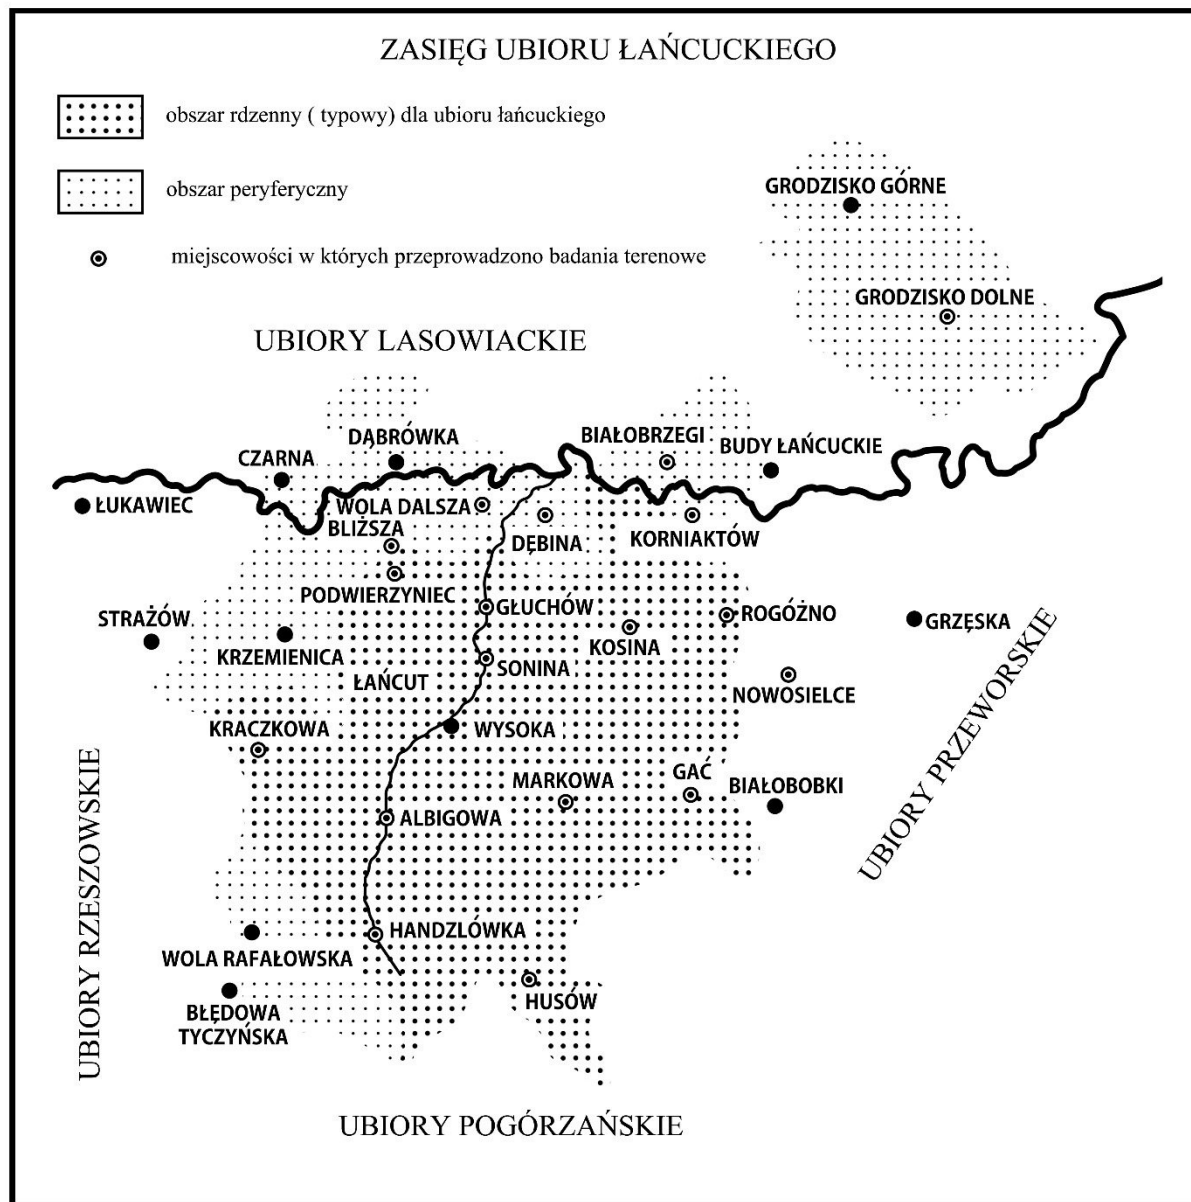 ZASIĘG UBIORU ŁAŃCUCKIEGO
obszar rdzenny ( typowy) dla ubioru łańcuckiego
obszar peryferyczny
miejscowości w których przeprowadzono badania terenowe
GRODZISKO GÓRNE
GRODZISKO DOLNE
UBIORY LASOWIACKIE
DĄBRÓWKA
BIAŁOBRZEGI
BUDY ŁAŃCUCKIE
CZARNA
ŁUKAWIEC
WOLA DALSZA
BLIŻSZA
DĘBINA
KORNIAKTÓW
PODWIERZYNIEC
GŁUCHÓW
ROGÓŻNO
STRAŻÓW
KRZEMIENICA
KOSINA
GRZĘSKA
ŁAŃCUT
SONINA
NOWOSIELCE
KRACZKOWA
WYSOKA
MARKOWA
GAĆ
BIAŁOBOBKI
UBIORY PRZEWORSKIE
ALBIGOWA
UBIORY RZESZOWSKIE
HANDZLÓWKA
WOLA RAFAŁOWSKA
HUSÓW
BŁĘDOWA
TYCZYŃSKA
UBIORY POGÓRZAŃSKIE